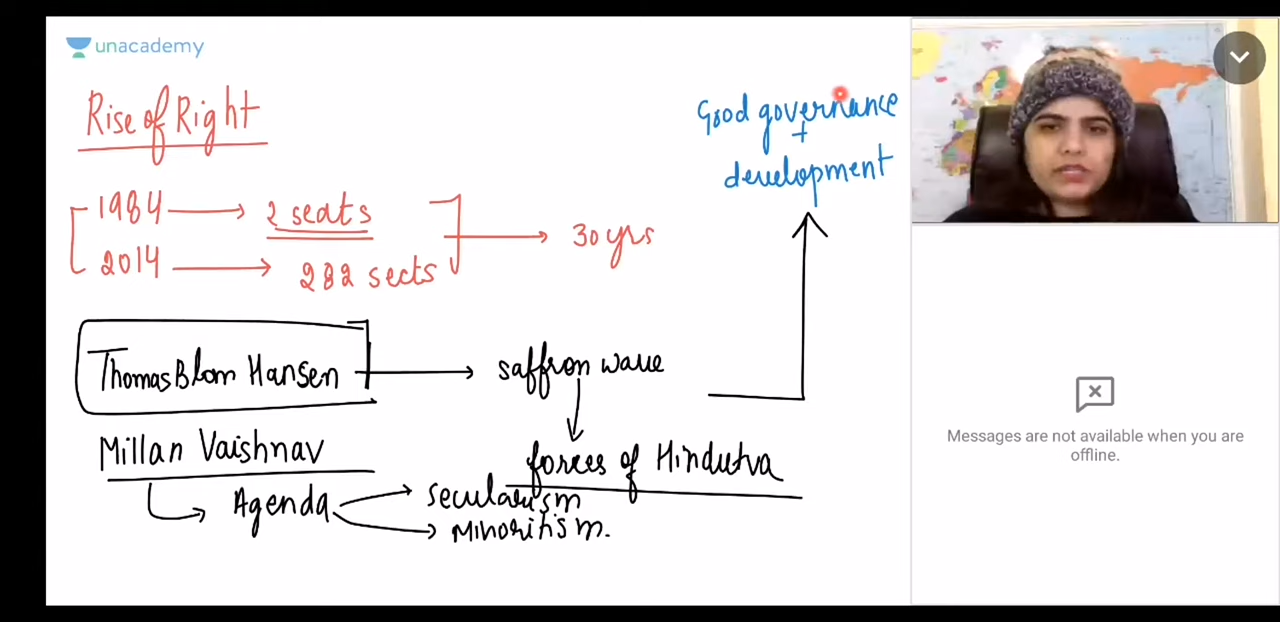 unacademy
Rise of Right
1984 → 2 seats
2014 → 282 sects
30 yrs
Good governance
+
development
Thomas Blom Hansen → saffron wave
forces of Hindutva
Millan Vaishnav
Agenda → secularism
→ Minoritism.
Messages are not available when you are
offline.